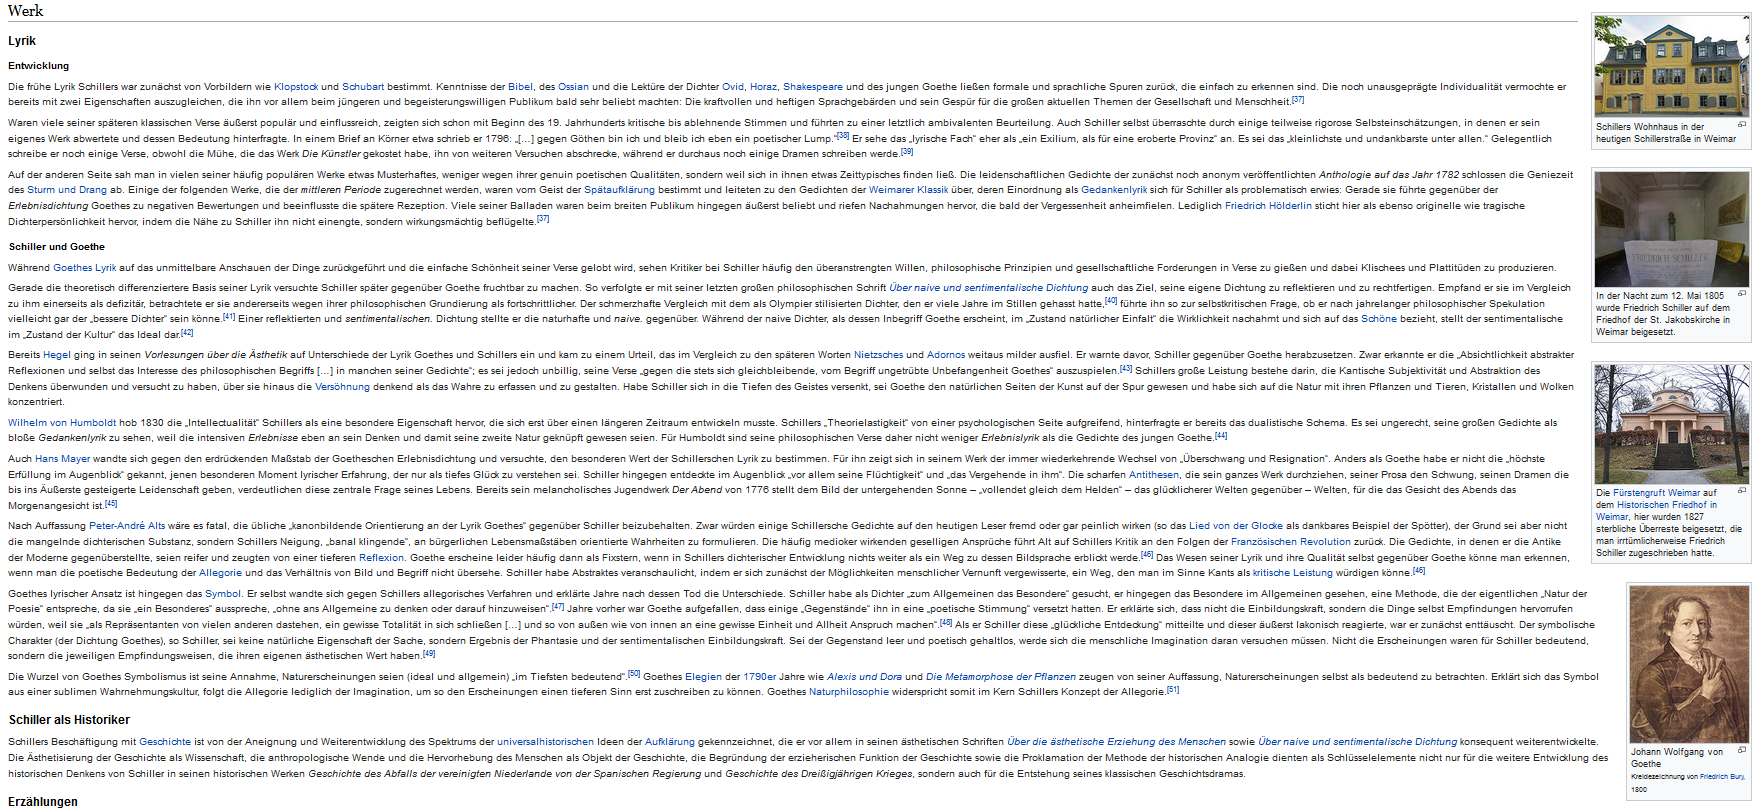 Werk
Lyrik
Entwicklung
Die frühe Lyrik Schillers war zunächst von Vorbildern wie Klopstock und Schubart bestimmt. Kenntnisse der Bibel, des Ossian und die Lektüre der Dichter Ovid, Horaz, Shakespeare und des jungen Goethe ließen formale und sprachliche Spuren zurück, die einfach zu erkennen sind. Die noch unausgeprägte Individualität vermochte er
bereits mit zwei Eigenschaften auszugleichen, die ihn vor allem beim jüngeren und begeisterungswilligen Publikum bald sehr beliebt machten: Die kraftvollen und heftigen Sprachgebärden und sein Gespür für die großen aktuellen Themen der Gesellschaft und Menschheit.[37]
Waren viele seiner späteren klassischen Verse äußerst populär und einflussreich, zeigten sich schon mit Beginn des 19. Jahrhunderts kritische bis ablehnende Stimmen und führten zu einer letztlich ambivalenten Beurteilung. Auch Schiller selbst überraschte durch einige teilweise rigorose Selbsteinschätzungen, in denen er sein
eigenes Werk abwertete und dessen Bedeutung hinterfragte. In einem Brief an Körner etwa schrieb er 1796: „[…] gegen Göthen bin ich und bleib ich eben ein poetischer Lump.“[38] Er sehe das „lyrische Fach“ eher als „ein Exilium, als für eine eroberte Provinz“ an. Es sei das „kleinlichste und undankbarste unter allen.“ Gelegentlich
schreibe er noch einige Verse, obwohl die Mühe, die das Werk Die Künstler gekostet habe, ihn von weiteren Versuchen abschrecke, während er durchaus noch einige Dramen schreiben werde.[39]
Auf der anderen Seite sah man in vielen seiner häufig populären Werke etwas Musterhaftes, weniger wegen ihrer genuin poetischen Qualitäten, sondern weil sich in ihnen etwas Zeittypisches finden ließ. Die leidenschaftlichen Gedichte der zunächst noch anonym veröffentlichten Anthologie auf das Jahr 1782 schlossen die Geniezeit
des Sturm und Drang ab. Einige der folgenden Werke, die der mittleren Periode zugerechnet werden, waren vom Geist der Spätaufklärung bestimmt und leiteten zu den Gedichten der Weimarer Klassik über, deren Einordnung als Gedankenlyrik sich für Schiller als problematisch erwies: Gerade sie führte gegenüber der
Erlebnisdichtung Goethes zu negativen Bewertungen und beeinflusste die spätere Rezeption. Viele seiner Balladen waren beim breiten Publikum hingegen äußerst beliebt und riefen Nachahmungen hervor, die bald der Vergessenheit anheimfielen. Lediglich Friedrich Hölderlin sticht hier als ebenso originelle wie tragische
Dichterpersönlichkeit hervor, indem die Nähe zu Schiller ihn nicht einengte, sondern wirkungsmächtig beflügelte.[37]
Schiller und Goethe
Während Goethes Lyrik auf das unmittelbare Anschauen der Dinge zurückgeführt und die einfache Schönheit seiner Verse gelobt wird, sehen Kritiker bei Schiller häufig den überanstrengten Willen, philosophische Prinzipien und gesellschaftliche Forderungen in Verse zu gießen und dabei Klischees und Plattitüden zu produzieren.
Gerade die theoretisch differenziertere Basis seiner Lyrik versuchte Schiller später gegenüber Goethe fruchtbar zu machen. So verfolgte er mit seiner letzten großen philosophischen Schrift Über naive und sentimentalische Dichtung auch das Ziel, seine eigene Dichtung zu reflektieren und zu rechtfertigen. Empfand er sie im Vergleich
zu ihm einerseits als defizitär, betrachtete er sie andererseits wegen ihrer philosophischen Grundierung als fortschrittlicher. Der schmerzhafte Vergleich mit dem als Olympier stilisierten Dichter, den er viele Jahre im Stillen gehasst hatte,[40] führte ihn so zur selbstkritischen Frage, ob er nach jahrelanger philosophischer Spekulation
vielleicht gar der „bessere Dichter“ sein könne.[41] Einer reflektierten und sentimentalischen. Dichtung stellte er die naturhafte und naive. gegenüber. Während der naive Dichter, als dessen Inbegriff Goethe erscheint, im „Zustand natürlicher Einfalt“ die Wirklichkeit nachahmt und sich auf das Schöne bezieht, stellt der sentimentalische
im „Zustand der Kultur“ das Ideal dar.[42]
Bereits Hegel ging in seinen Vorlesungen über die Ästhetik auf Unterschiede der Lyrik Goethes und Schillers ein und kam zu einem Urteil, das im Vergleich zu den späteren Worten Nietzsches und Adornos weitaus milder ausfiel. Er warnte davor, Schiller gegenüber Goethe herabzusetzen. Zwar erkannte er die „Absichtlichkeit abstrakter
Reflexionen und selbst das Interesse des philosophischen Begriffs […] in manchen seiner Gedichte“; es sei jedoch unbillig, seine Verse „gegen die stets sich gleichbleibende, vom Begriff ungetrübte Unbefangenheit Goethes“ auszuspielen.[43] Schillers große Leistung bestehe darin, die Kantische Subjektivität und Abstraktion des
Denkens überwunden und versucht zu haben, über sie hinaus die Versöhnung denkend als das Wahre zu erfassen und zu gestalten. Habe Schiller sich in die Tiefen des Geistes versenkt, sei Goethe den natürlichen Seiten der Kunst auf der Spur gewesen und habe sich auf die Natur mit ihren Pflanzen und Tieren, Kristallen und Wolken
konzentriert.
Wilhelm von Humboldt hob 1830 die „Intellectualität“ Schillers als eine besondere Eigenschaft hervor, die sich erst über einen längeren Zeitraum entwickeln musste. Schillers „Theorielastigkeit“ von einer psychologischen Seite aufgreifend, hinterfragte er bereits das dualistische Schema. Es sei ungerecht, seine großen Gedichte als
bloße Gedankenlyrik zu sehen, weil die intensiven Erlebnisse eben an sein Denken und damit seine zweite Natur geknüpft gewesen seien. Für Humboldt sind seine philosophischen Verse daher nicht weniger Erlebnislyrik als die Gedichte des jungen Goethe.[44]
Auch Hans Mayer wandte sich gegen den erdrückenden Maßstab der Goetheschen Erlebnisdichtung und versuchte, den besonderen Wert der Schillerschen Lyrik zu bestimmen. Für ihn zeigt sich in seinem Werk der immer wiederkehrende Wechsel von „Überschwang und Resignation“. Anders als Goethe habe er nicht die „höchste
Erfüllung im Augenblick“ gekannt, jenen besonderen Moment lyrischer Erfahrung, der nur als tiefes Glück zu verstehen sei. Schiller hingegen entdeckte im Augenblick „vor allem seine Flüchtigkeit“ und „das Vergehende in ihm“. Die scharfen Antithesen, die sein ganzes Werk durchziehen, seiner Prosa den Schwung, seinen Dramen die
bis ins Äußerste gesteigerte Leidenschaft geben, verdeutlichen diese zentrale Frage seines Lebens. Bereits sein melancholisches Jugendwerk Der Abend von 1776 stellt dem Bild der untergehenden Sonne – „vollendet gleich dem Helden“ – das glücklicherer Welten gegenüber – Welten, für die das Gesicht des Abends das
Morgenangesicht ist.[45]
Nach Auffassung Peter-André Alts wäre es fatal, die übliche „kanonbildende Orientierung an der Lyrik Goethes“ gegenüber Schiller beizubehalten. Zwar würden einige Schillersche Gedichte auf den heutigen Leser fremd oder gar peinlich wirken (so das Lied von der Glocke als dankbares Beispiel der Spötter), der Grund sei aber nicht
die mangelnde dichterischen Substanz, sondern Schillers Neigung, „banal klingende“, an bürgerlichen Lebensmaßstäben orientierte Wahrheiten zu formulieren. Die häufig medioker wirkenden geselligen Ansprüche führt Alt auf Schillers Kritik an den Folgen der Französischen Revolution zurück. Die Gedichte, in denen er die Antike
der Moderne gegenüberstellte, seien reifer und zeugten von einer tieferen Reflexion. Goethe erscheine leider häufig dann als Fixstern, wenn in Schillers dichterischer Entwicklung nichts weiter als ein Weg zu dessen Bildsprache erblickt werde.[46] Das Wesen seiner Lyrik und ihre Qualität selbst gegenüber Goethe könne man erkennen,
wenn man die poetische Bedeutung der Allegorie und das Verhältnis von Bild und Begriff nicht übersehe. Schiller habe Abstraktes veranschaulicht, indem er sich zunächst der Möglichkeiten menschlicher Vernunft vergewisserte, ein Weg, den man im Sinne Kants als kritische Leistung würdigen könne.[46]
Goethes lyrischer Ansatz ist hingegen das Symbol. Er selbst wandte sich gegen Schillers allegorisches Verfahren und erklärte Jahre nach dessen Tod die Unterschiede. Schiller habe als Dichter „zum Allgemeinen das Besondere“ gesucht, er hingegen das Besondere im Allgemeinen gesehen, eine Methode, die der eigentlichen „Natur der
Poesie“ entspreche, da sie „ein Besonderes“ ausspreche, „ohne ans Allgemeine zu denken oder darauf hinzuweisen“.[47] Jahre vorher war Goethe aufgefallen, dass einige „Gegenstände“ ihn in eine „poetische Stimmung“ versetzt hatten. Er erklärte sich, dass nicht die Einbildungskraft, sondern die Dinge selbst Empfindungen hervorrufen
würden, weil sie „als Repräsentanten von vielen anderen dastehen, ein gewisse Totalität in sich schließen […] und so von außen wie von innen an eine gewisse Einheit und Allheit Anspruch machen“.[48] Als er Schiller diese „glückliche Entdeckung“ mitteilte und dieser äußerst lakonisch reagierte, war er zunächst enttäuscht. Der symbolische
Charakter (der Dichtung Goethes), so Schiller, sei keine natürliche Eigenschaft der Sache, sondern Ergebnis der Phantasie und der sentimentalischen Einbildungskraft. Sei der Gegenstand leer und poetisch gehaltlos, werde sich die menschliche Imagination daran versuchen müssen. Nicht die Erscheinungen waren für Schiller bedeutend,
sondern die jeweiligen Empfindungsweisen, die ihren eigenen ästhetischen Wert haben.[49]
Die Wurzel von Goethes Symbolismus ist seine Annahme, Naturerscheinungen seien (ideal und allgemein) „im Tiefsten bedeutend“.[50] Goethes Elegien der 1790er Jahre wie Alexis und Dora und Die Metamorphose der Pflanzen zeugen von seiner Auffassung, Naturerscheinungen selbst als bedeutend zu betrachten. Erklärt sich das Symbol
aus einer sublimen Wahrnehmungskultur, folgt die Allegorie lediglich der Imagination, um so den Erscheinungen einen tieferen Sinn erst zuschreiben zu können. Goethes Naturphilosophie widerspricht somit im Kern Schillers Konzept der Allegorie.[51]
Schiller als Historiker
Schillers Beschäftigung mit Geschichte ist von der Aneignung und Weiterentwicklung des Spektrums der universalhistorischen Ideen der Aufklärung gekennzeichnet, die er vor allem in seinen ästhetischen Schriften Über die ästhetische Erziehung des Menschen sowie Über naive und sentimentalische Dichtung konsequent weiterentwickelte.
Die Ästhetisierung der Geschichte als Wissenschaft, die anthropologische Wende und die Hervorhebung des Menschen als Objekt der Geschichte, die Begründung der erzieherischen Funktion der Geschichte sowie die Proklamation der Methode der historischen Analogie dienten als Schlüsselelemente nicht nur für die weitere Entwicklung des
historischen Denkens von Schiller in seinen historischen Werken Geschichte des Abfalls der vereinigten Niederlande von der Spanischen Regierung und Geschichte des Dreißigjährigen Krieges, sondern auch für die Entstehung seines klassischen Geschichtsdramas.
Erzählungen
Schillers Wohnhaus in der
heutigen Schillerstraße in Weimar
FRIEDRICH SCHILLER
In der Nacht zum 12. Mai 1805
wurde Friedrich Schiller auf dem
Friedhof der St. Jakobskirche in
Weimar beigesetzt.
Die Fürstengruft Weimar auf
dem Historischen Friedhof in
Weimar, hier wurden 1827
sterbliche Überreste beigesetzt, die
man irrtümlicherweise Friedrich
Schiller zugeschrieben hatte.
Johann Wolfgang von
Goethe
Kreidezeichnung von Friedrich Bury,
1800